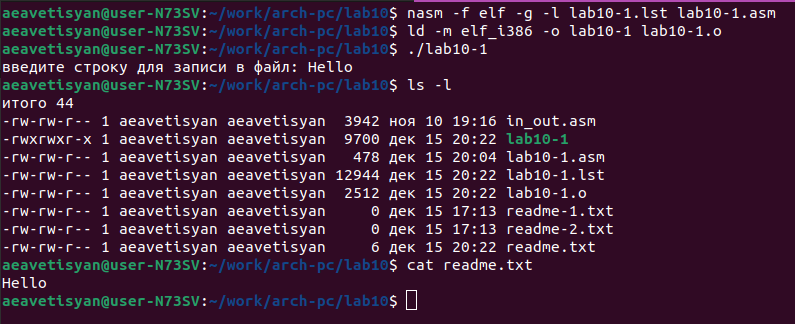 aeavetisyan@user-N73SV:~/work/arch-pc/lab10$ nasm -f elf -g -l lab10-1.lst lab10-1.asm
aeavetisyan@user-N73SV:~/work/arch-pc/lab10$ ld -m elf_i386 -o lab10-1 lab10-1.o
aeavetisyan@user-N73SV:~/work/arch-pc/lab10$ ./lab10-1
введите строку для записи в файл: Hello
aeavetisyan@user-N73SV:~/work/arch-pc/lab10$ ls -l
итого 44
-rw-rw-r-- 1 aeavetisyan aeavetisyan  3942 ноя 10 19:16 in_out.asm
-rwxrwxr-x 1 aeavetisyan aeavetisyan  9700 дек 15 20:22 lab10-1
-rw-rw-r-- 1 aeavetisyan aeavetisyan   478 дек 15 20:04 lab10-1.asm
-rw-rw-r-- 1 aeavetisyan aeavetisyan 12944 дек 15 20:22 lab10-1.lst
-rw-rw-r-- 1 aeavetisyan aeavetisyan  2512 дек 15 20:22 lab10-1.o
-rw-rw-r-- 1 aeavetisyan aeavetisyan     0 дек 15 17:13 readme-1.txt
-rw-rw-r-- 1 aeavetisyan aeavetisyan     0 дек 15 17:13 readme-2.txt
-rw-rw-r-- 1 aeavetisyan aeavetisyan     6 дек 15 20:22 readme.txt
aeavetisyan@user-N73SV:~/work/arch-pc/lab10$ cat readme.txt
Hello
aeavetisyan@user-N73SV:~/work/arch-pc/lab10$